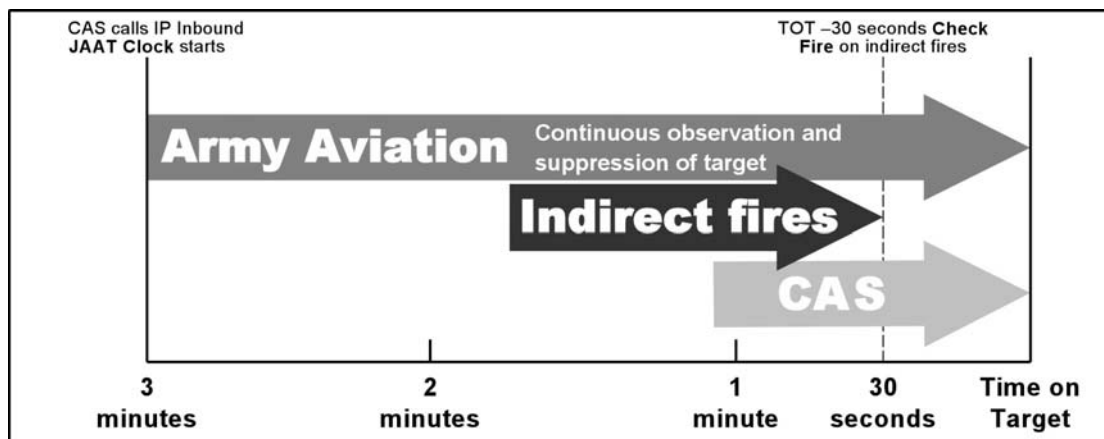 CAS calls IP Inbound
JAAT Clock starts
TOT –30 seconds Check
Fire on indirect fires
Army Aviation
Continuous observation and
suppression of target
Indirect fires
CAS
3
minutes
2
minutes
1
minute
30
seconds
Time on
Target